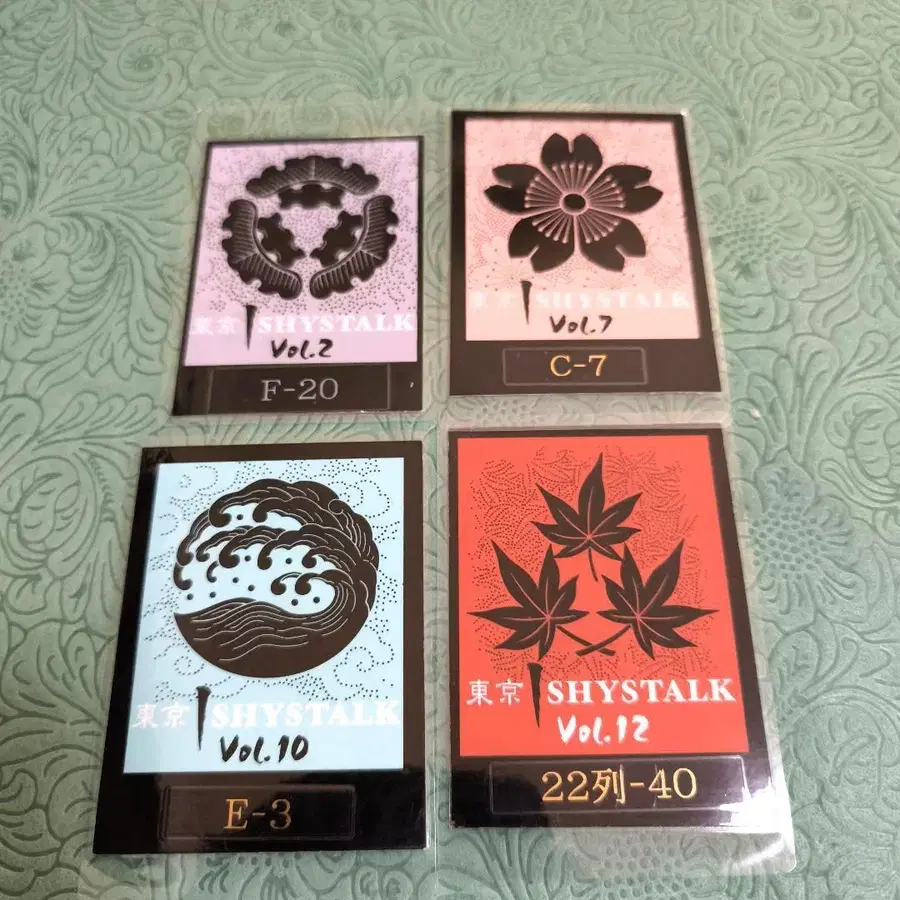 東京 SHYSTALK
Vol.2
F-20
東京 SHYSTALK
Vol.7
C-7
東京 SHYSTALK
Vol.10
E-3
東京 SHYSTALK
Vol.12
22列-40